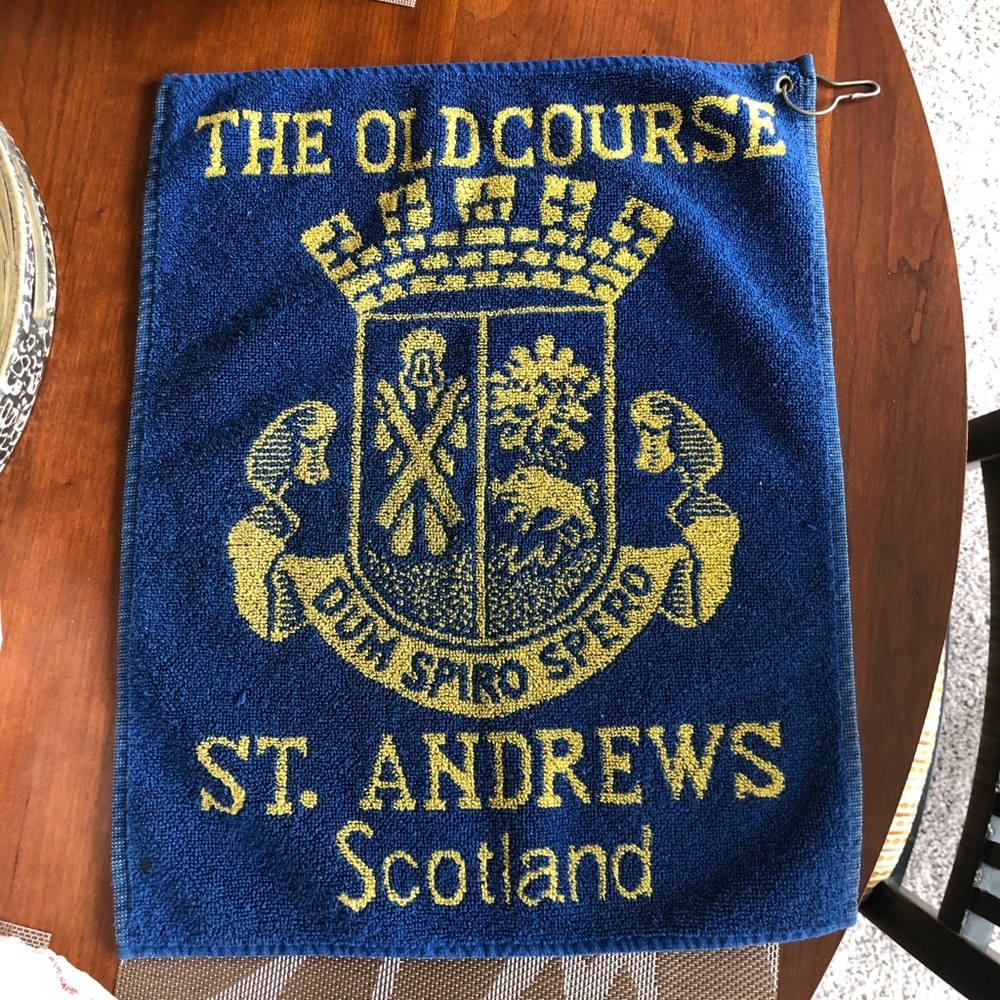 THE OLD COURSE
DUM SPIRO SPERO
ST. ANDREWS
Scotland